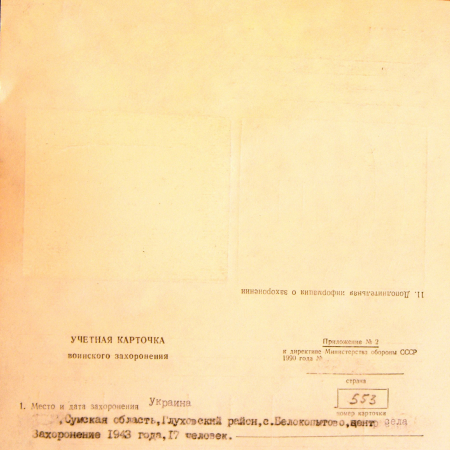 11. Дополнительная информация о захоронении
УЧЕТНАЯ КАРТОЧКА
воинского захоронения
Приложение № 2
к директиве Министерства обороны СССР
1990 года №
страна
553
номер карточки
1. Место и дата захоронения Украина
,Сумская область,Глуховский район,с.Белокопытово,центр села
Захоронение 1943 года,17 человек.